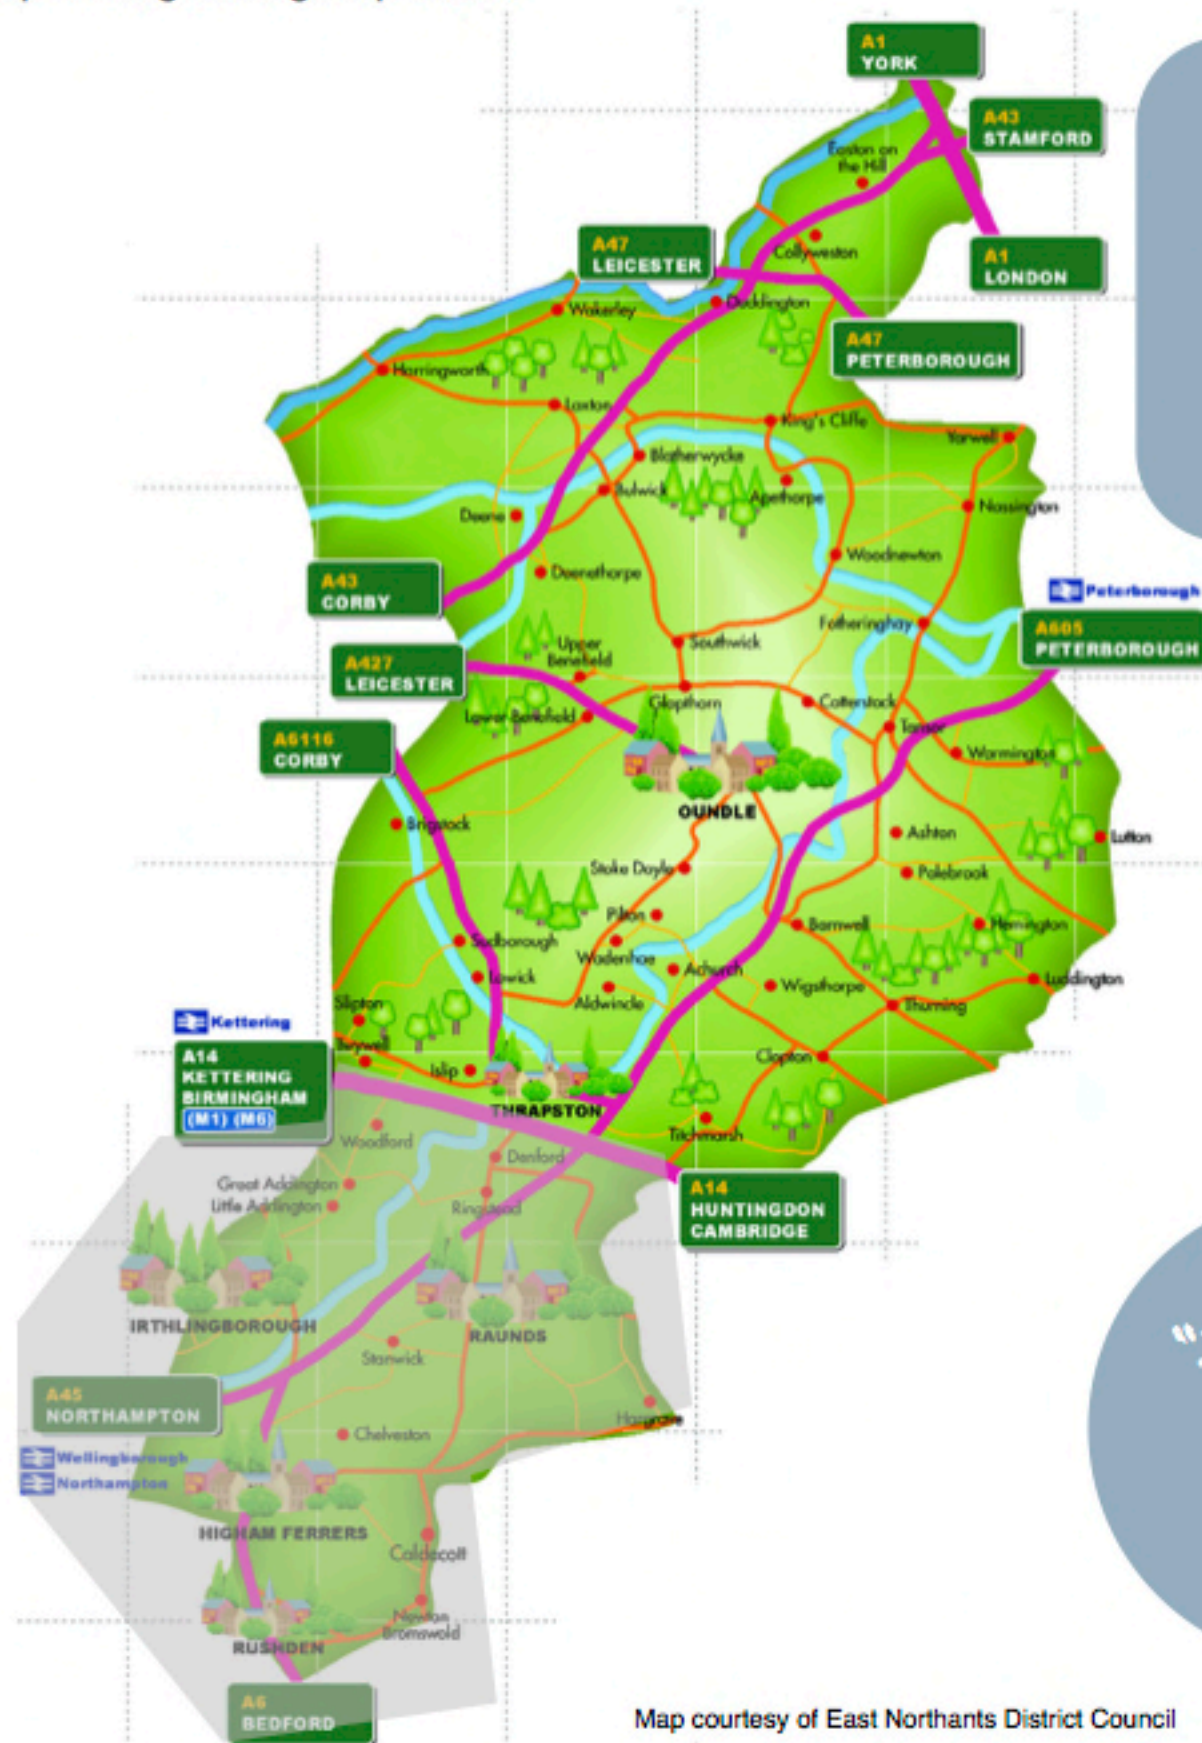 A1
YORK
A43
STAMFORD
Easton on
the Hill
A47
LEICESTER
Collyweston
A1
LONDON
Duddington
Wakerley
A47
PETERBOROUGH
Harringworth
Laxton
King's Cliffe
Yarwell
Blatherwycke
Bulwick
Apethorpe
Nassington
Deene
Woodnewton
Deenethorpe
A43
CORBY
Peterborough
Fotheringhay
A605
PETERBOROUGH
Southwick
Upper
Benefield
A427
LEICESTER
Glapthorn
Cotterstock
Lower Benefield
Tansor
A6116
CORBY
Warmington
OUNDLE
Brigstock
Ashton
Lutton
Stoke Doyle
Polebrook
Pilton
Barnwell
Hemington
Sudborough
Wadenhoe
Achurch
Lowick
Wigsthorpe
Luddington
Aldwincle
Slipton
Thurning
Kettering
Twywell
A14
KETTERING
BIRMINGHAM
(M1) (M6)
Islip
Clopton
THRAPSTON
Titchmarsh
Woodford
Denford
Great Addington
Little Addington
Ringstead
A14
HUNTINGDON
CAMBRIDGE
IRTHLINGBOROUGH
RAUNDS
Stanwick
A45
NORTHAMPTON
Hargrave
Chelveston
Wellingborough
Northampton
HIGHAM FERRERS
Caldecott
Newton
Bromswold
RUSHDEN
A6
BEDFORD
Map courtesy of East Northants District Council